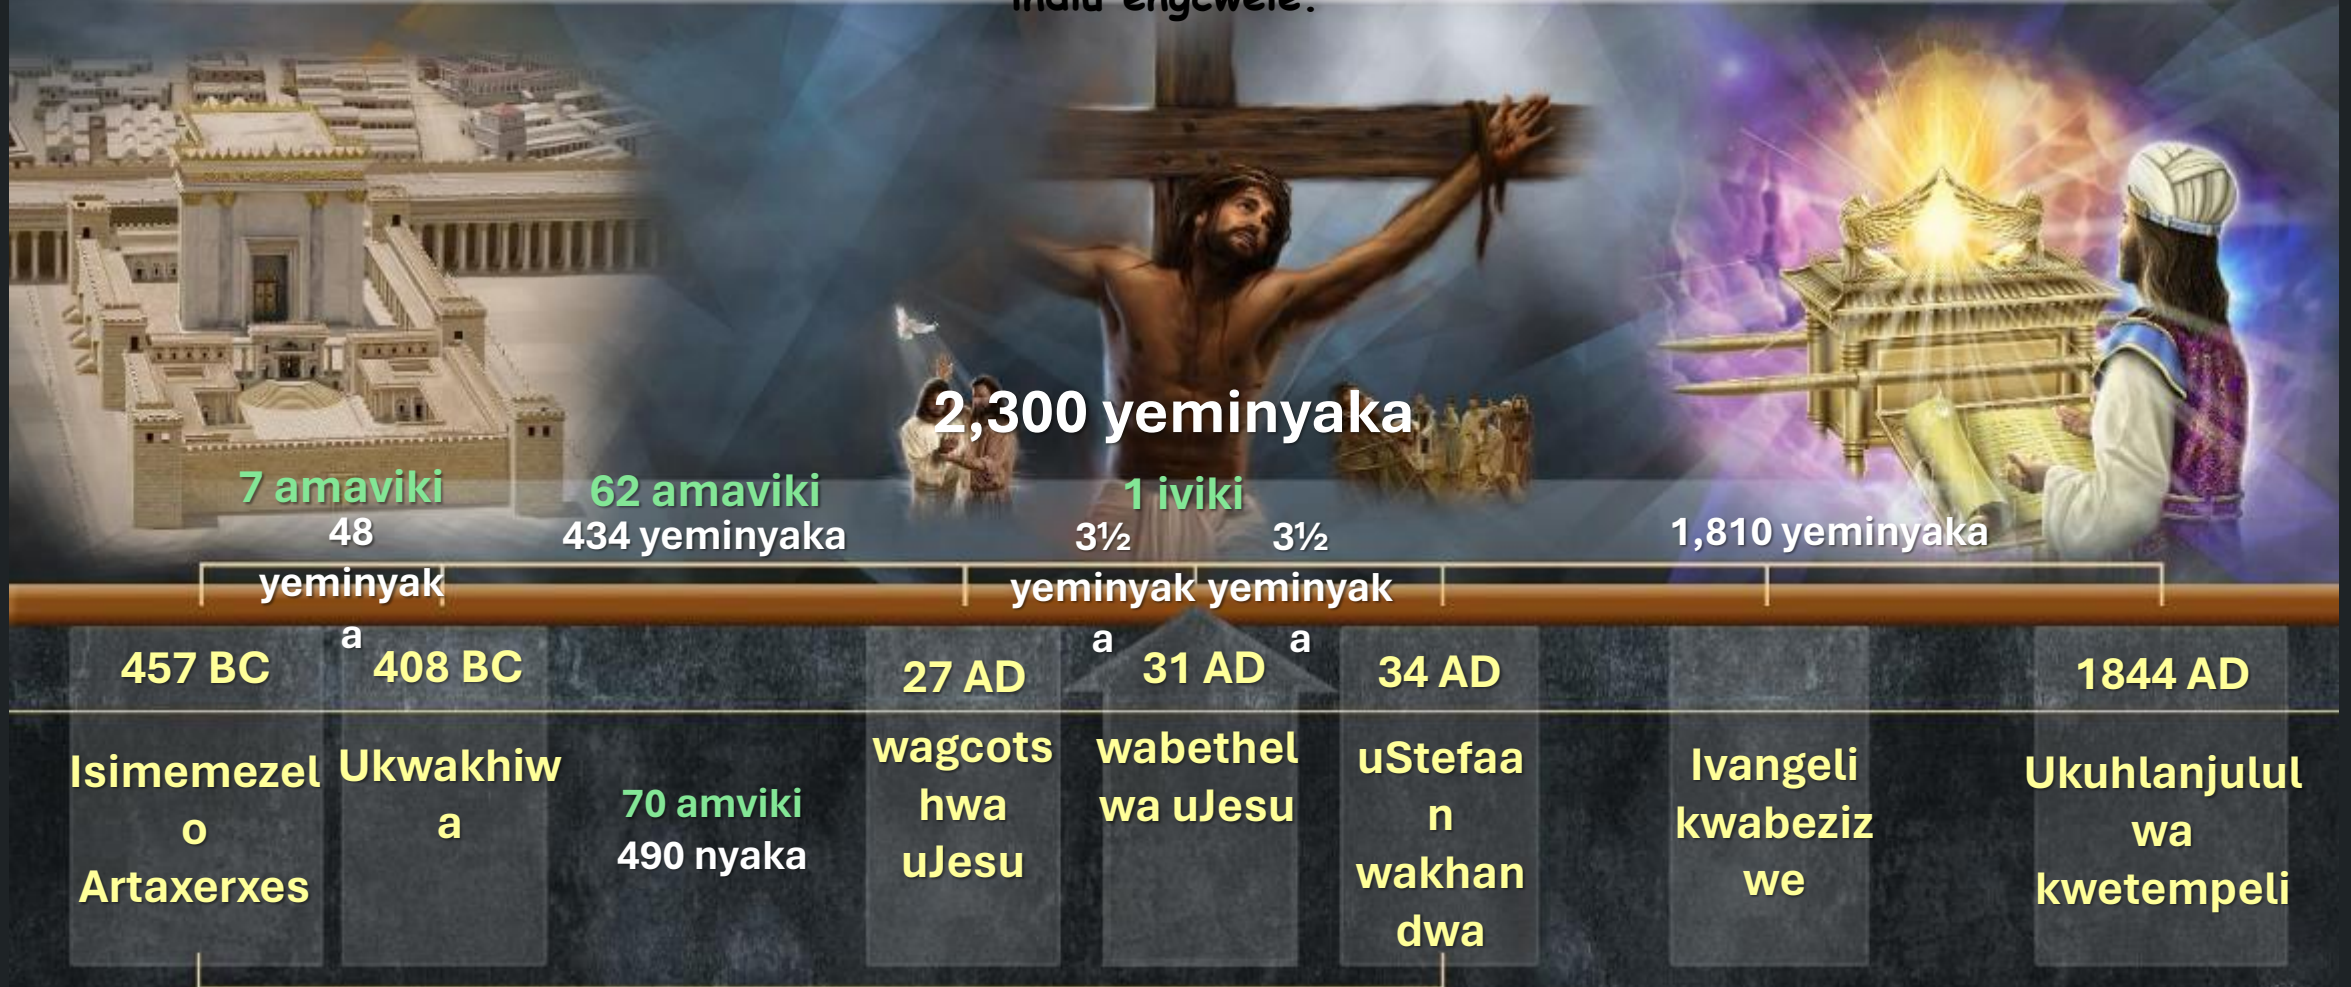 indlu engcwele.
2,300 yeminyaka
7 amaviki
48
yeminyak
a
62 amaviki
434 yeminyaka
1 iviki
3½
yeminyak
a
3½
yeminyak
a
1,810 yeminyaka
457 BC
408 BC
27 AD
31 AD
34 AD
1844 AD
Isimemezel
o
Artaxerxes
Ukwakhiw
a
70 amviki
490 nyaka
wagcots
hwa
uJesu
wabethel
wa uJesu
uStefaa
n
wakhan
dwa
Ivangeli
kwabeziz
we
Ukuhlanjulul
wa
kwetempeli